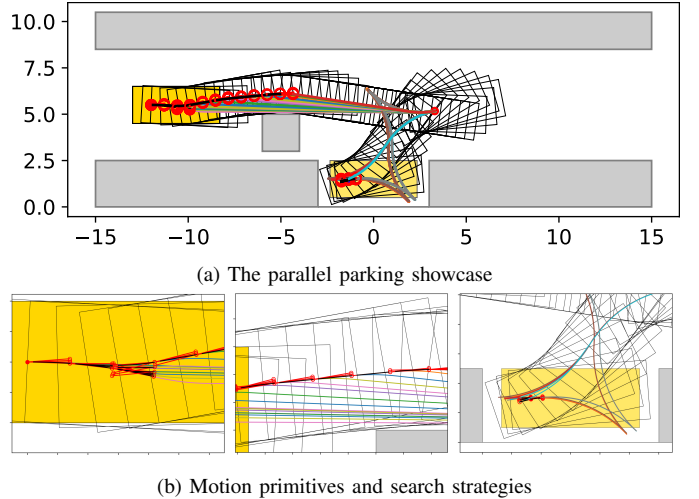 10.0
7.5
5.0
2.5
0.0
−15 −10 −5 0 5 10 15
(a) The parallel parking showcase
(b) Motion primitives and search strategies